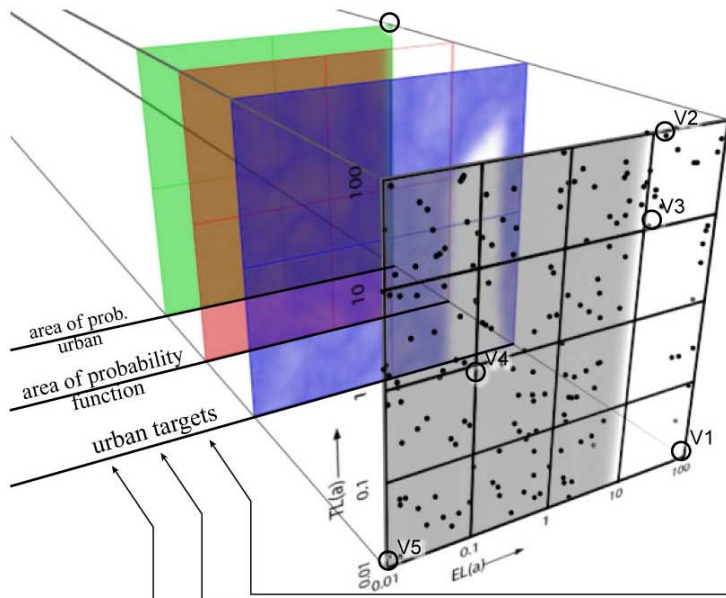 V2
V3
100
10
area of prob.
urban
area of probability
function
V4
1
urban targets
V1
TL(a)
0.1
100
10
1
V5
0.1
0.01
0.01
EL(a)